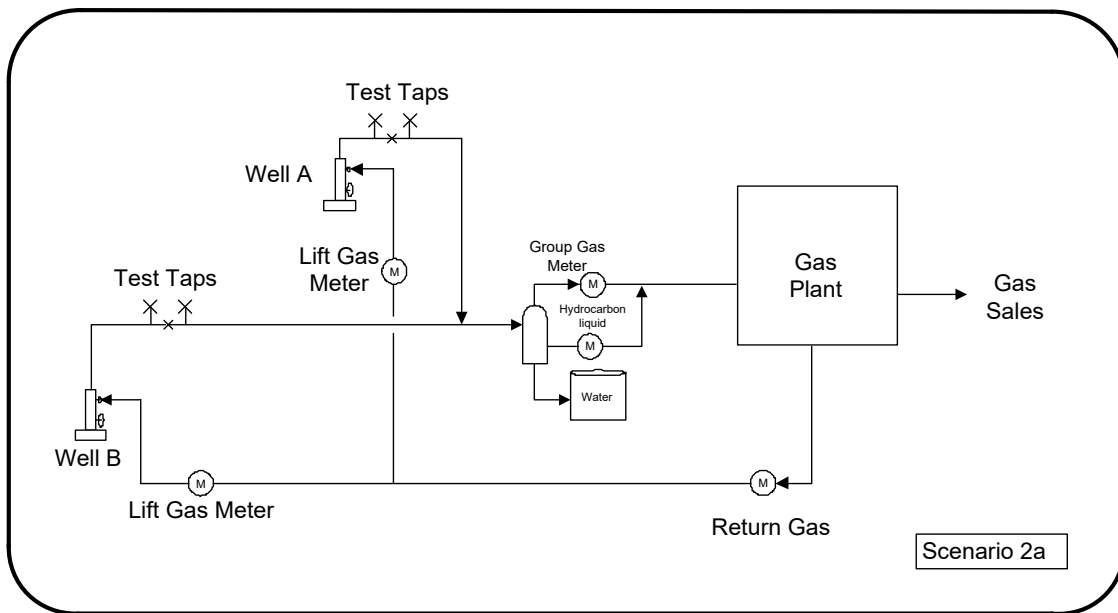 Test Taps
Well A
Lift Gas
Meter
M
Test Taps
Group Gas
Meter
M
Hydrocarbon
liquid
M
Gas
Plant
Gas
Sales
Water
Well B
M
Lift Gas Meter
M
Return Gas
Scenario 2a